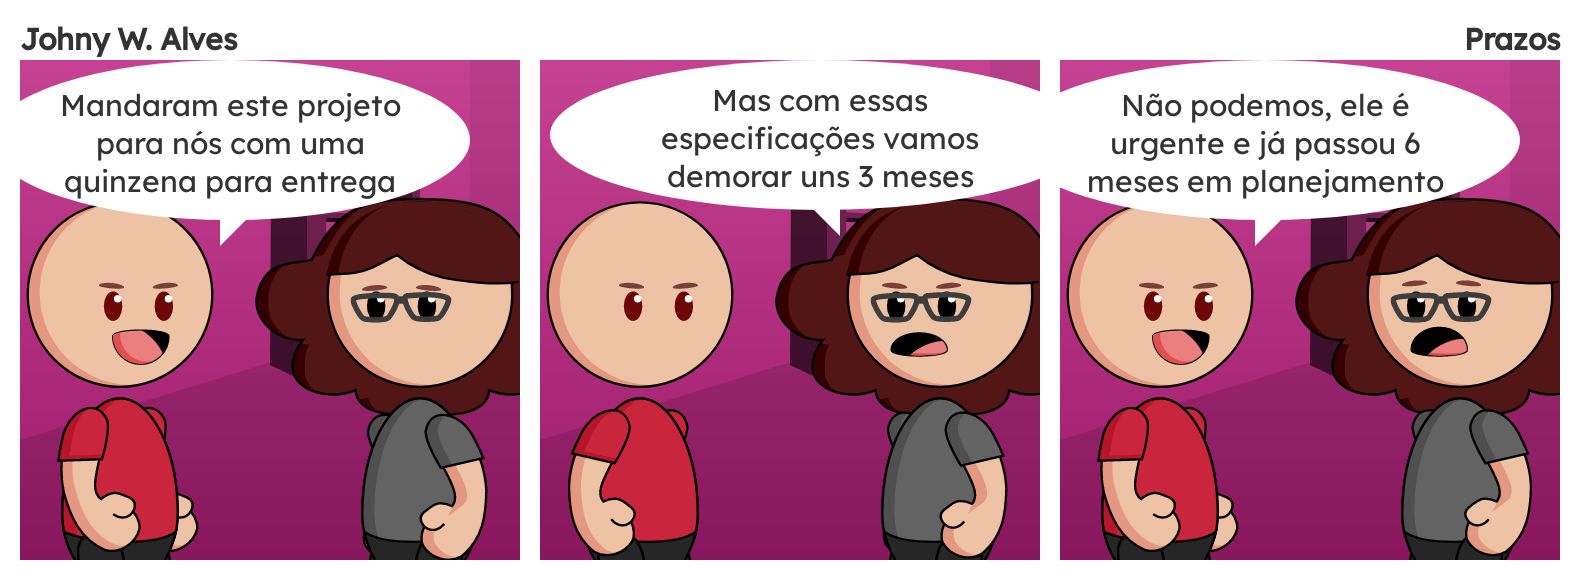 Johny W. Alves
Prazos
Mandaram este projeto
para nós com uma
quinzena para entrega
Mas com essas
especificações vamos
demorar uns 3 meses
Não podemos, ele é
urgente e já passou 6
meses em planejamento